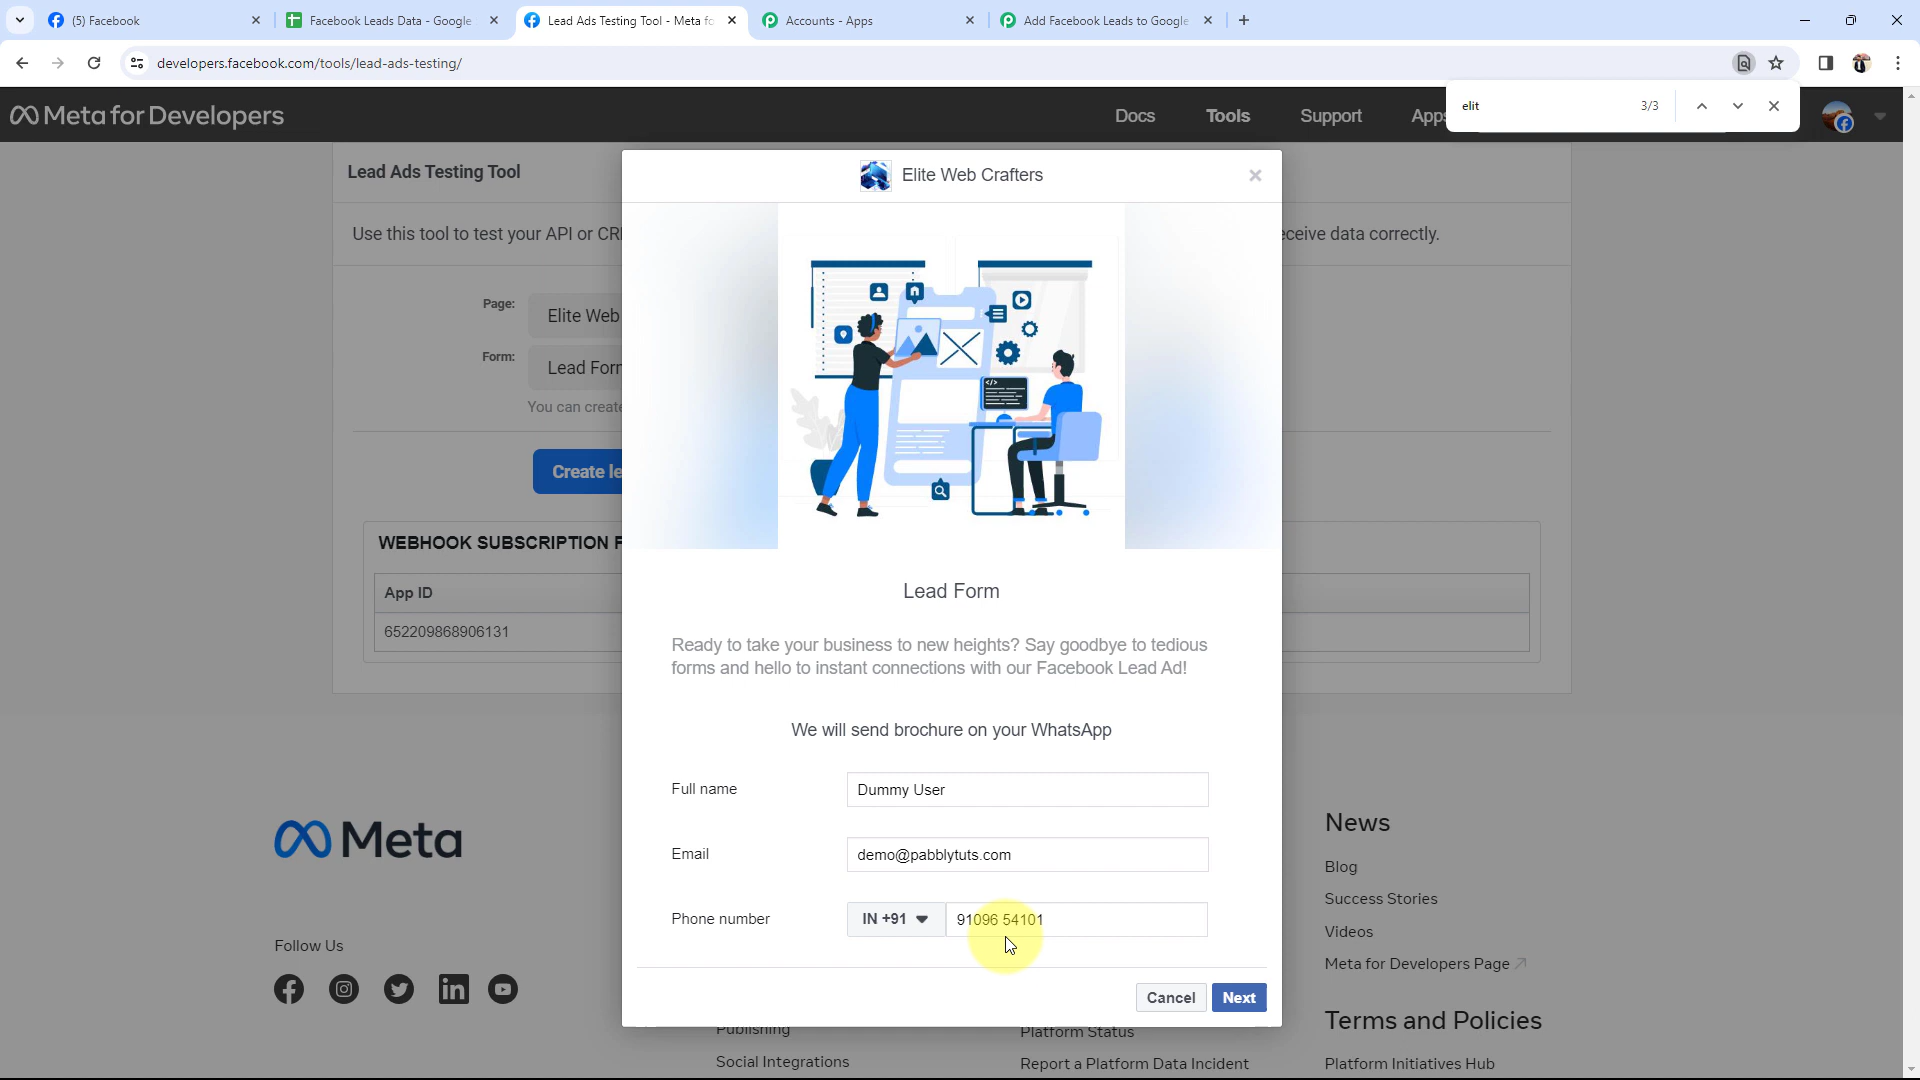 (5) Facebook
Facebook Leads Data - Google
Lead Ads Testing Tool - Meta fo
Accounts - Apps
Add Facebook Leads to Google
developers.facebook.com/tools/lead-ads-testing/
elit
3/3
Meta for Developers
Docs
Tools
Support
Apps
Lead Ads Testing Tool
Use this tool to test your API or CR
eceive data correctly.
Page:
Elite Web
Form:
Lead Form
You can create
Create le
WEBHOOK SUBSCRIPTION F
App ID
652209868906131
Elite Web Crafters
Lead Form
Ready to take your business to new heights? Say goodbye to tedious
forms and hello to instant connections with our Facebook Lead Ad!
We will send brochure on your WhatsApp
Full name
Dummy User
Email
demo@pabblytuts.com
Phone number
IN +91
91096 54101
Cancel
Next
Meta
Follow Us
Publishing
Social Integrations
Platform Status
Report a Platform Data Incident
News
Blog
Success Stories
Videos
Meta for Developers Page
Terms and Policies
Platform Initiatives Hub